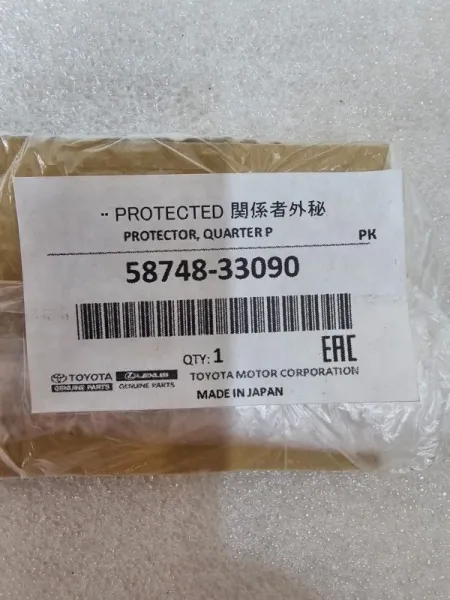 ·· PROTECTED 関係者外秘
PROTECTOR, QUARTER P PK
58748-33090
QTY: 1
EAC
TOYOTA LEXUS TOYOTA MOTOR CORPORATION
GENUINE PARTS GENUINE PARTS
MADE IN JAPAN